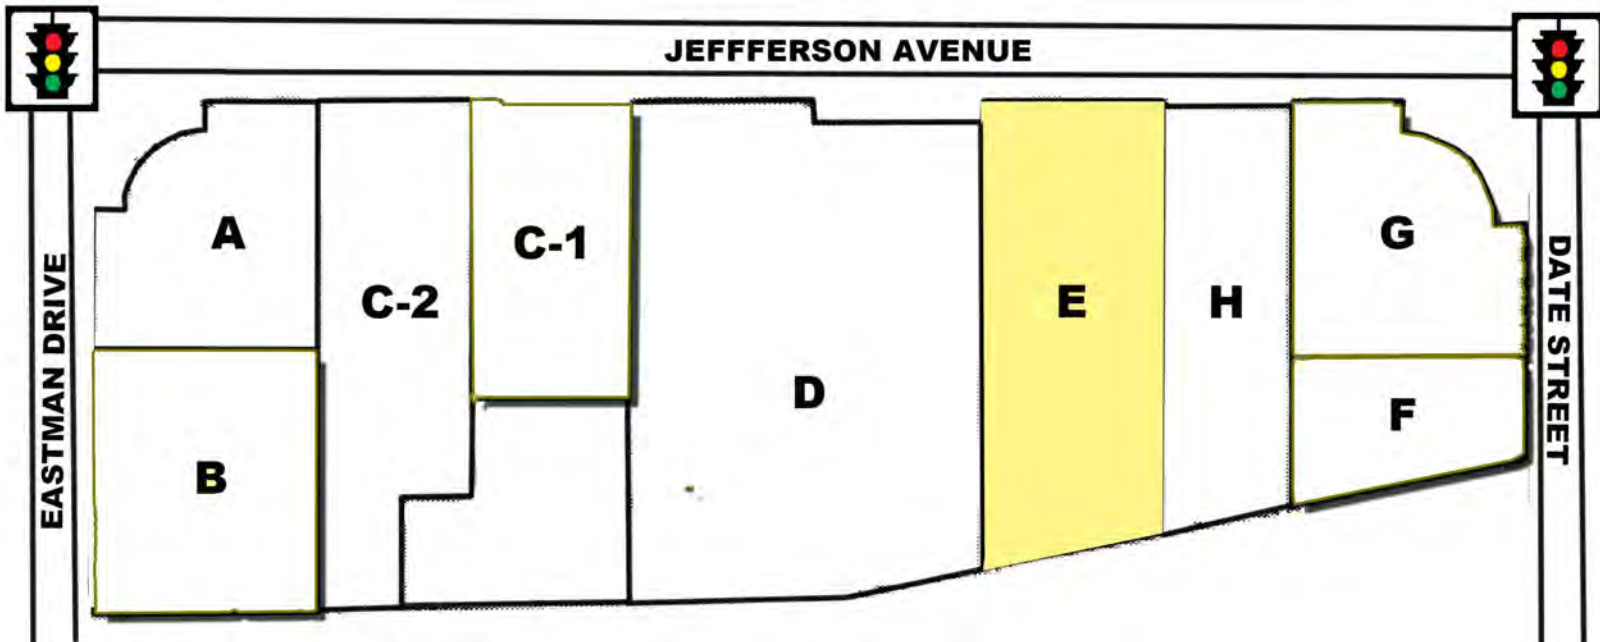 JEFFFERSON AVENUE
EASTMAN DRIVE
DATE STREET
A
B
C-2
C-1
D
E
H
G
F